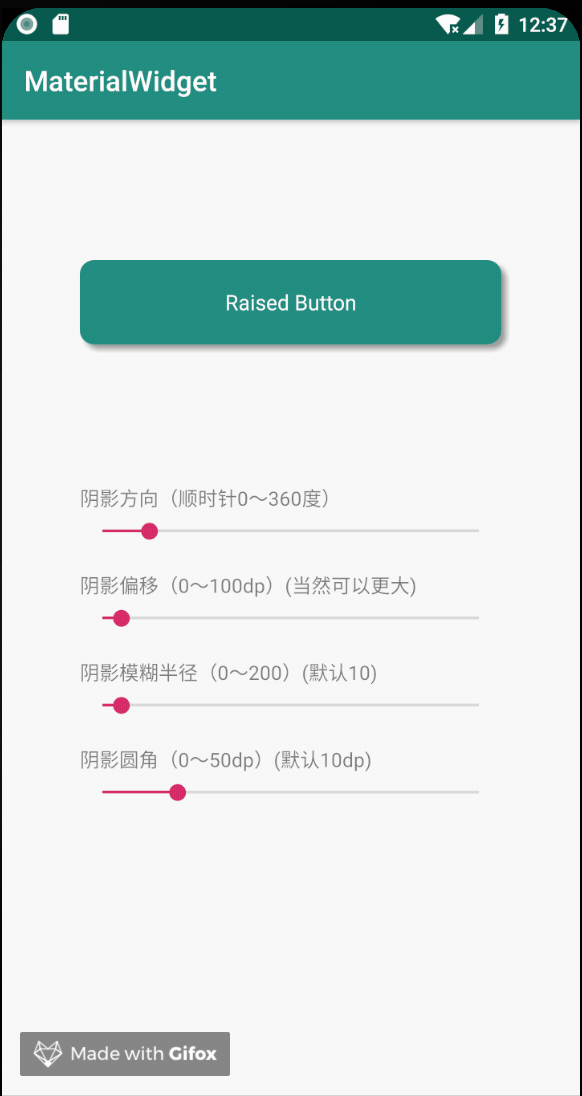 12:37
MaterialWidget
Raised Button
阴影方向（顺时针0～360度）
阴影偏移（0～100dp）(当然可以更大)
阴影模糊半径（0～200）(默认10)
阴影圆角（0～50dp）(默认10dp)
Made with Gifox